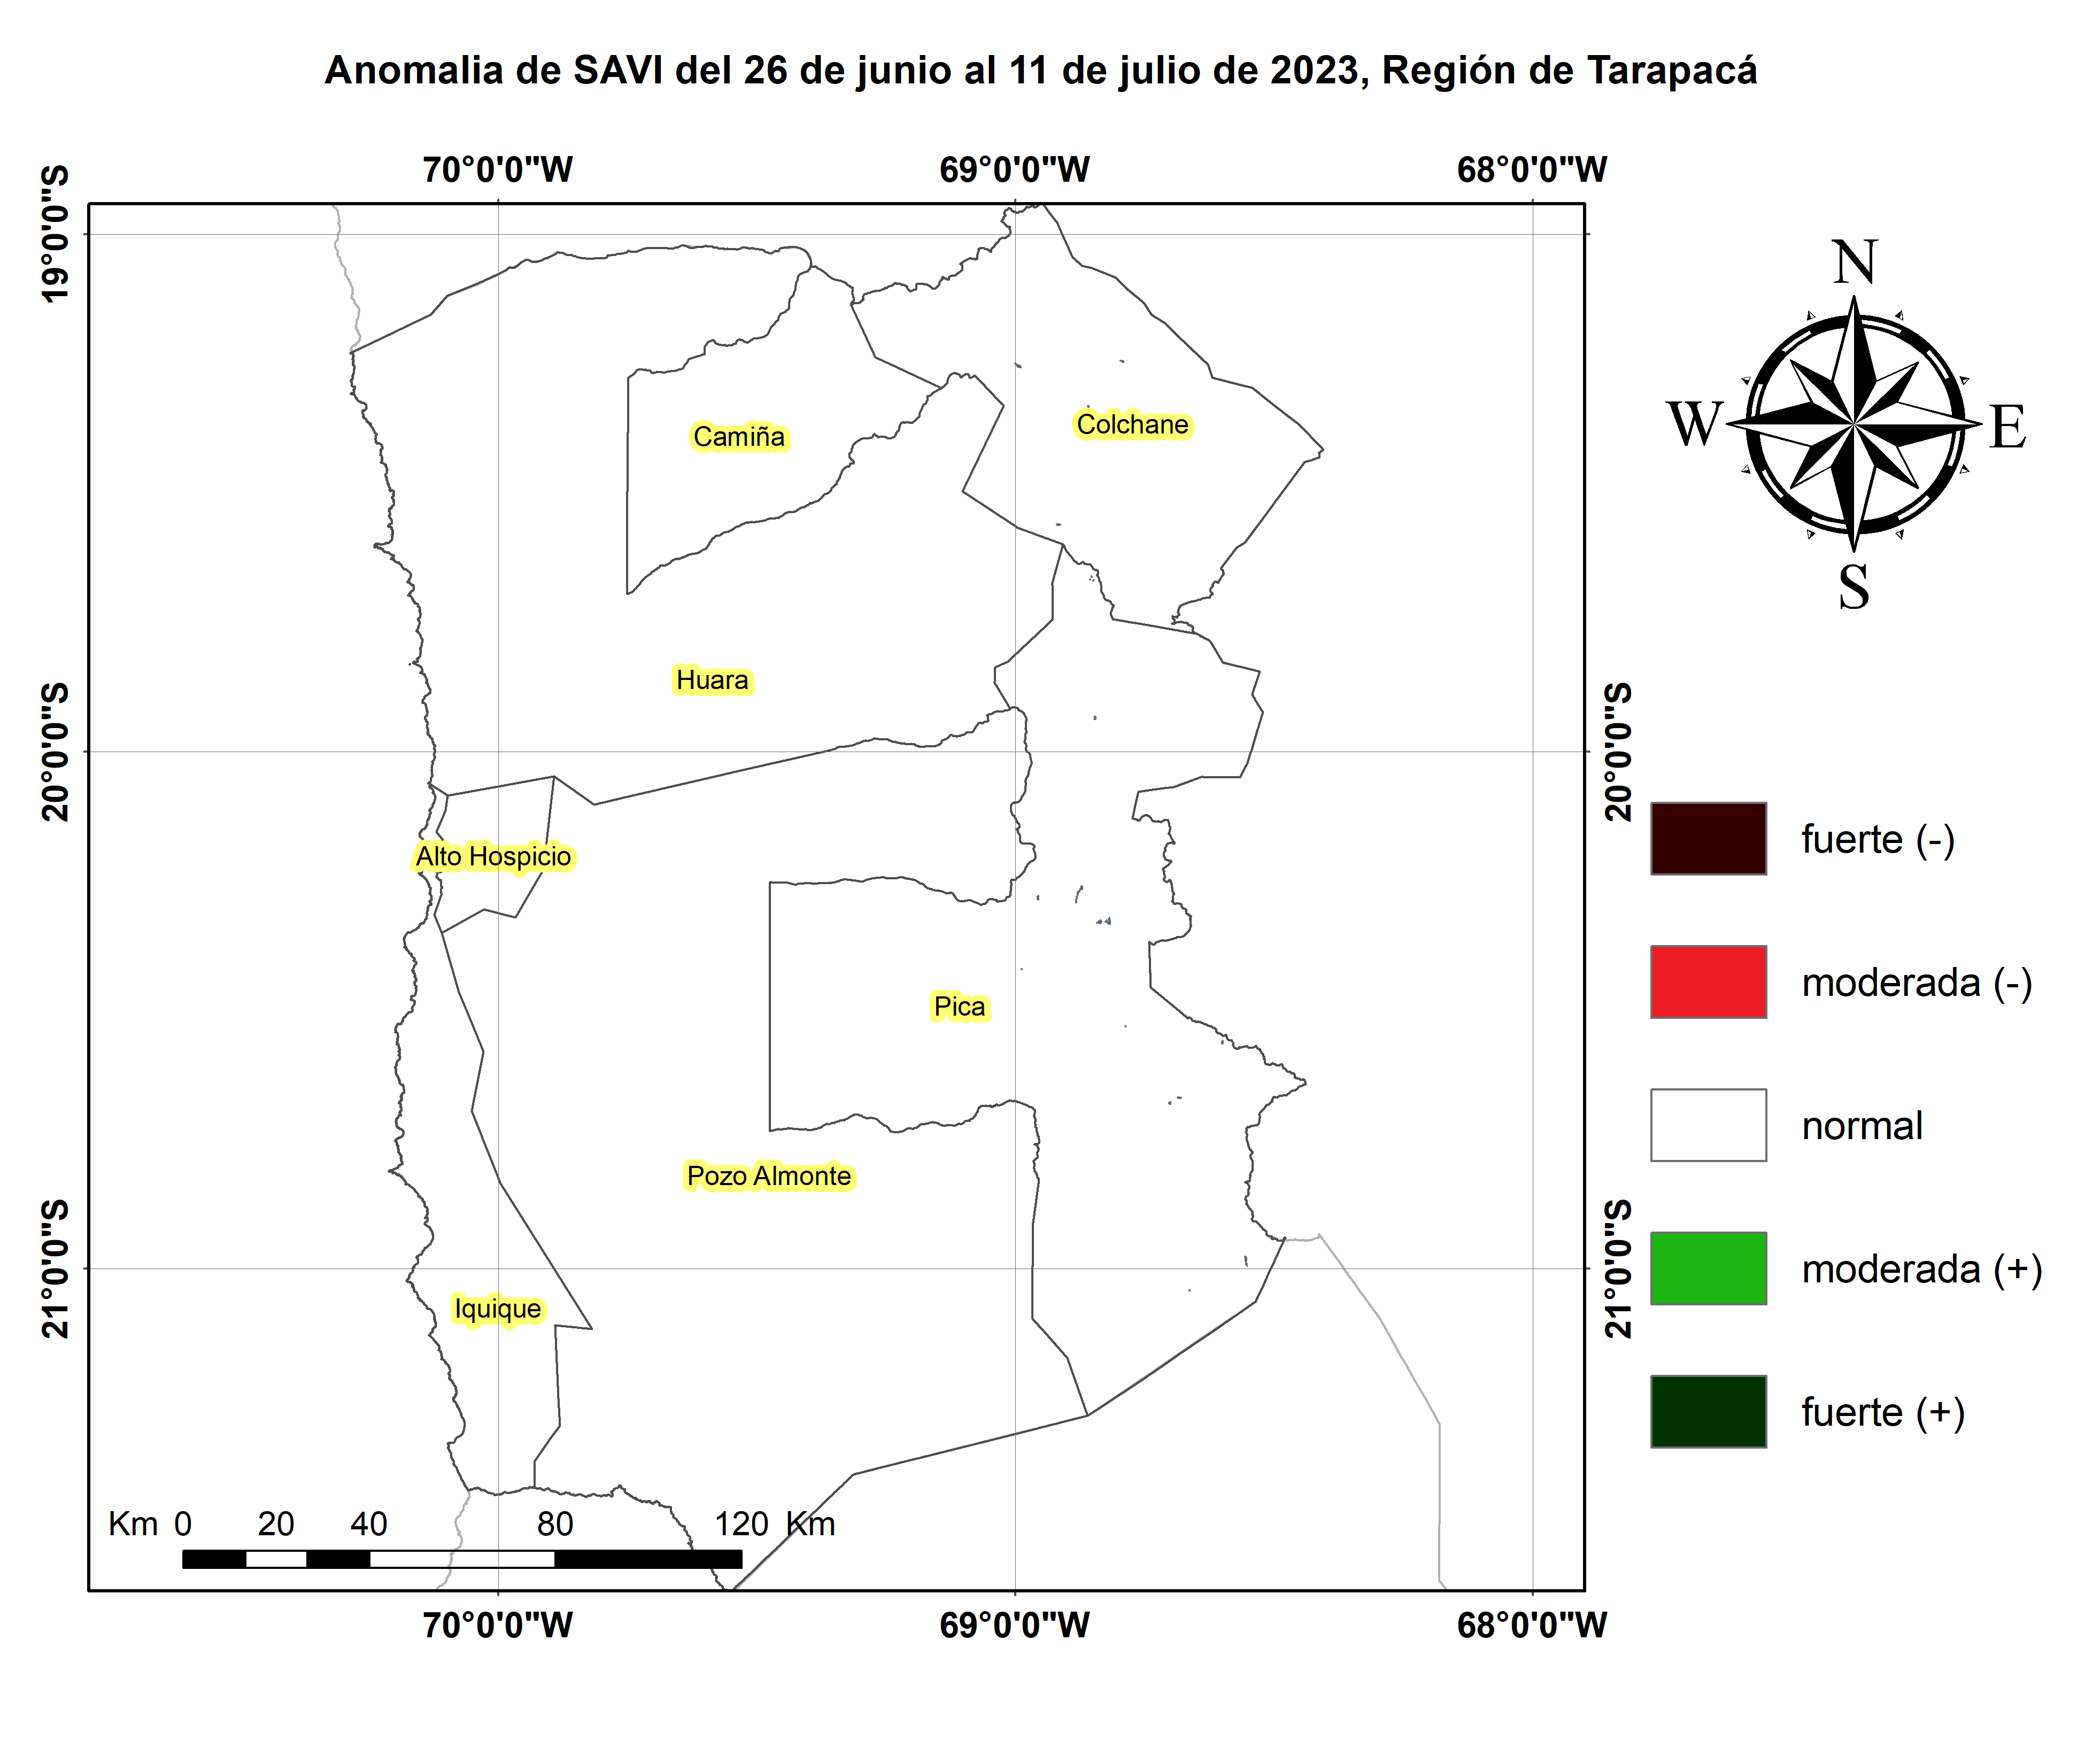 Anomalia de SAVI del 26 de junio al 11 de julio de 2023, Región de Tarapacá
70°0'0"W 69°0'0"W 68°0'0"W
19°0'0"S
N
W E
S
Colchane
Camiña
Huara
20°0'0"S 20°0'0"S
Alto Hospicio
fuerte (-)
moderada (-)
Pica
normal
Pozo Almonte
21°0'0"S 21°0'0"S
moderada (+)
Iquique
fuerte (+)
Km 0 20 40 80 120 Km
70°0'0"W 69°0'0"W 68°0'0"W